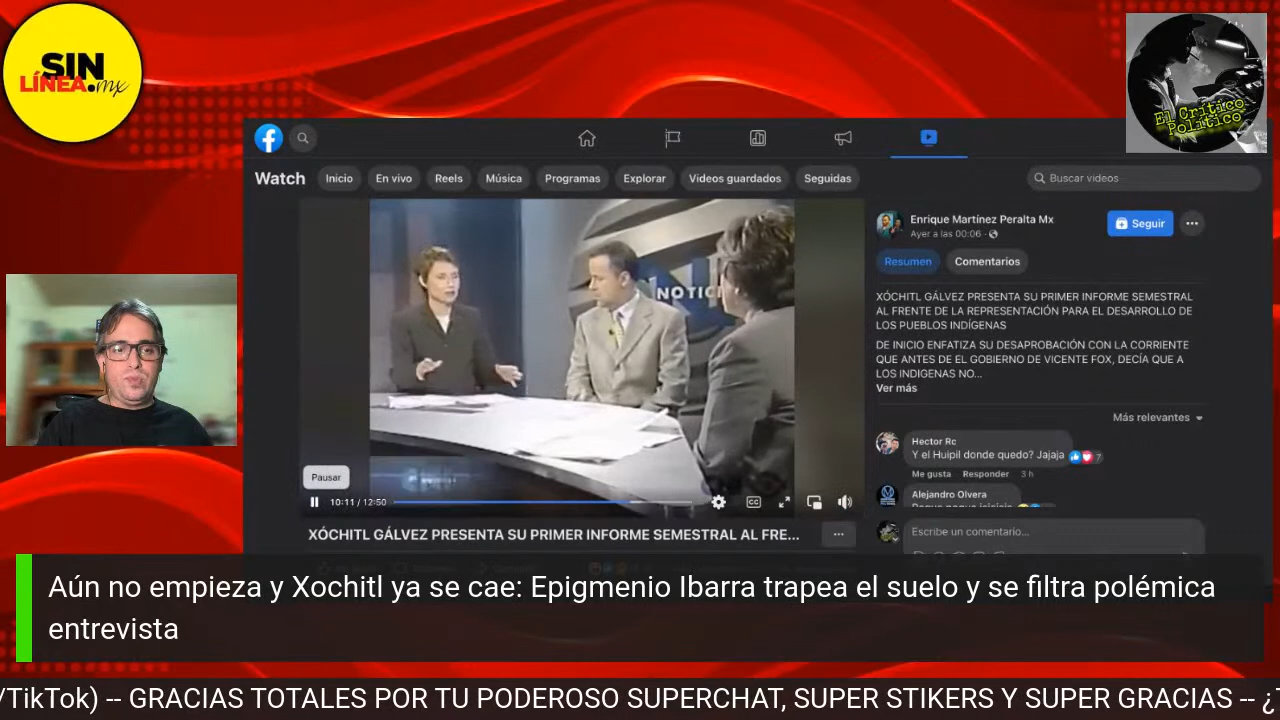 SIN
LÍNEA.mx
El Crítico
Político
Watch
Inicio
En vivo
Reels
Música
Programas
Explorar
Videos guardados
Seguidas
Buscar videos
NOTICI
Enrique Martínez Peralta Mx
Ayer a las 00:06
Seguir
Resumen
Comentarios
XÓCHITL GÁLVEZ PRESENTA SU PRIMER INFORME SEMESTRAL
AL FRENTE DE LA REPRESENTACIÓN PARA EL DESARROLLO DE
LOS PUEBLOS INDÍGENAS
DE INICIO ENFATIZA SU DESAPROBACIÓN CON LA CORRIENTE
QUE ANTES DE EL GOBIERNO DE VICENTE FOX, DECÍA QUE A
LOS INDIGENAS NO...
Ver más
Más relevantes
Hector Rc
Y el Huipil donde quedo? Jajaja
7
Me gusta Responder 3 h
Alejandro Olvera
Escribe un comentario...
Pausar
10:11 / 12:50
CC
XÓCHITL GÁLVEZ PRESENTA SU PRIMER INFORME SEMESTRAL AL FRE...
Aún no empieza y Xochitl ya se cae: Epigmenio Ibarra trapea el suelo y se filtra polémica
entrevista
/TikTok) -- GRACIAS TOTALES POR TU PODEROSO SUPERCHAT, SUPER STIKERS Y SUPER GRACIAS -- ¿